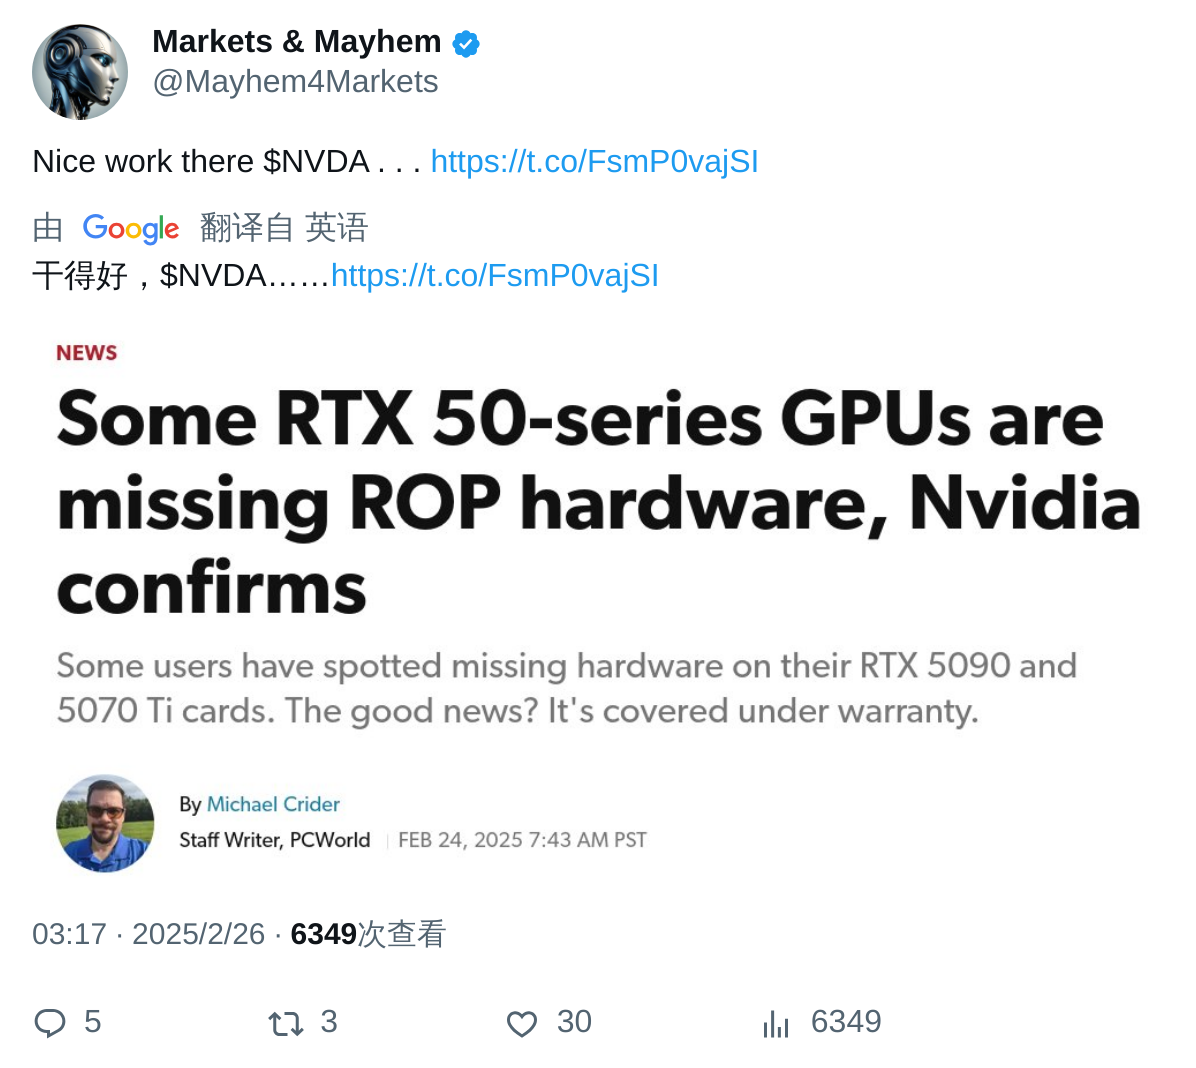 Markets & Mayhem
@Mayhem4Markets
Nice work there $NVDA . . . https://t.co/FsmP0vajSI
由 Google 翻译自 英语
干得好，$NVDA……https://t.co/FsmP0vajSI
NEWS
Some RTX 50-series GPUs are
missing ROP hardware, Nvidia
confirms
Some users have spotted missing hardware on their RTX 5090 and
5070 Ti cards. The good news? It's covered under warranty.
By Michael Crider
Staff Writer, PCWorld | FEB 24, 2025 7:43 AM PST
03:17 · 2025/2/26 · 6349次查看
5 3 30 6349